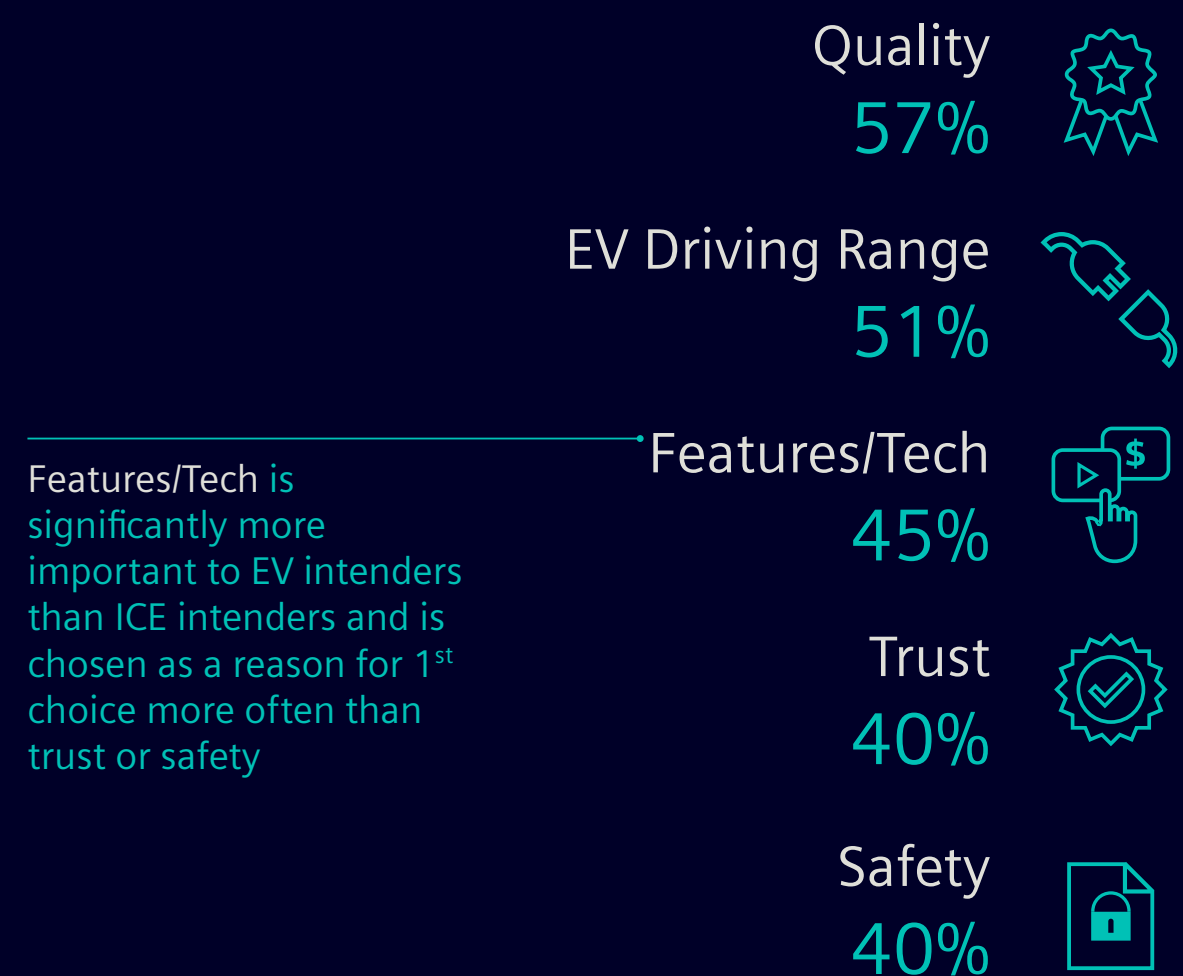 Quality
57%
EV Driving Range
51%
Features/Tech
45%
Features/Tech is
significantly more
important to EV intenders
than ICE intenders and is
chosen as a reason for 1st
choice more often than
trust or safety
$
Trust
40%
Safety
40%